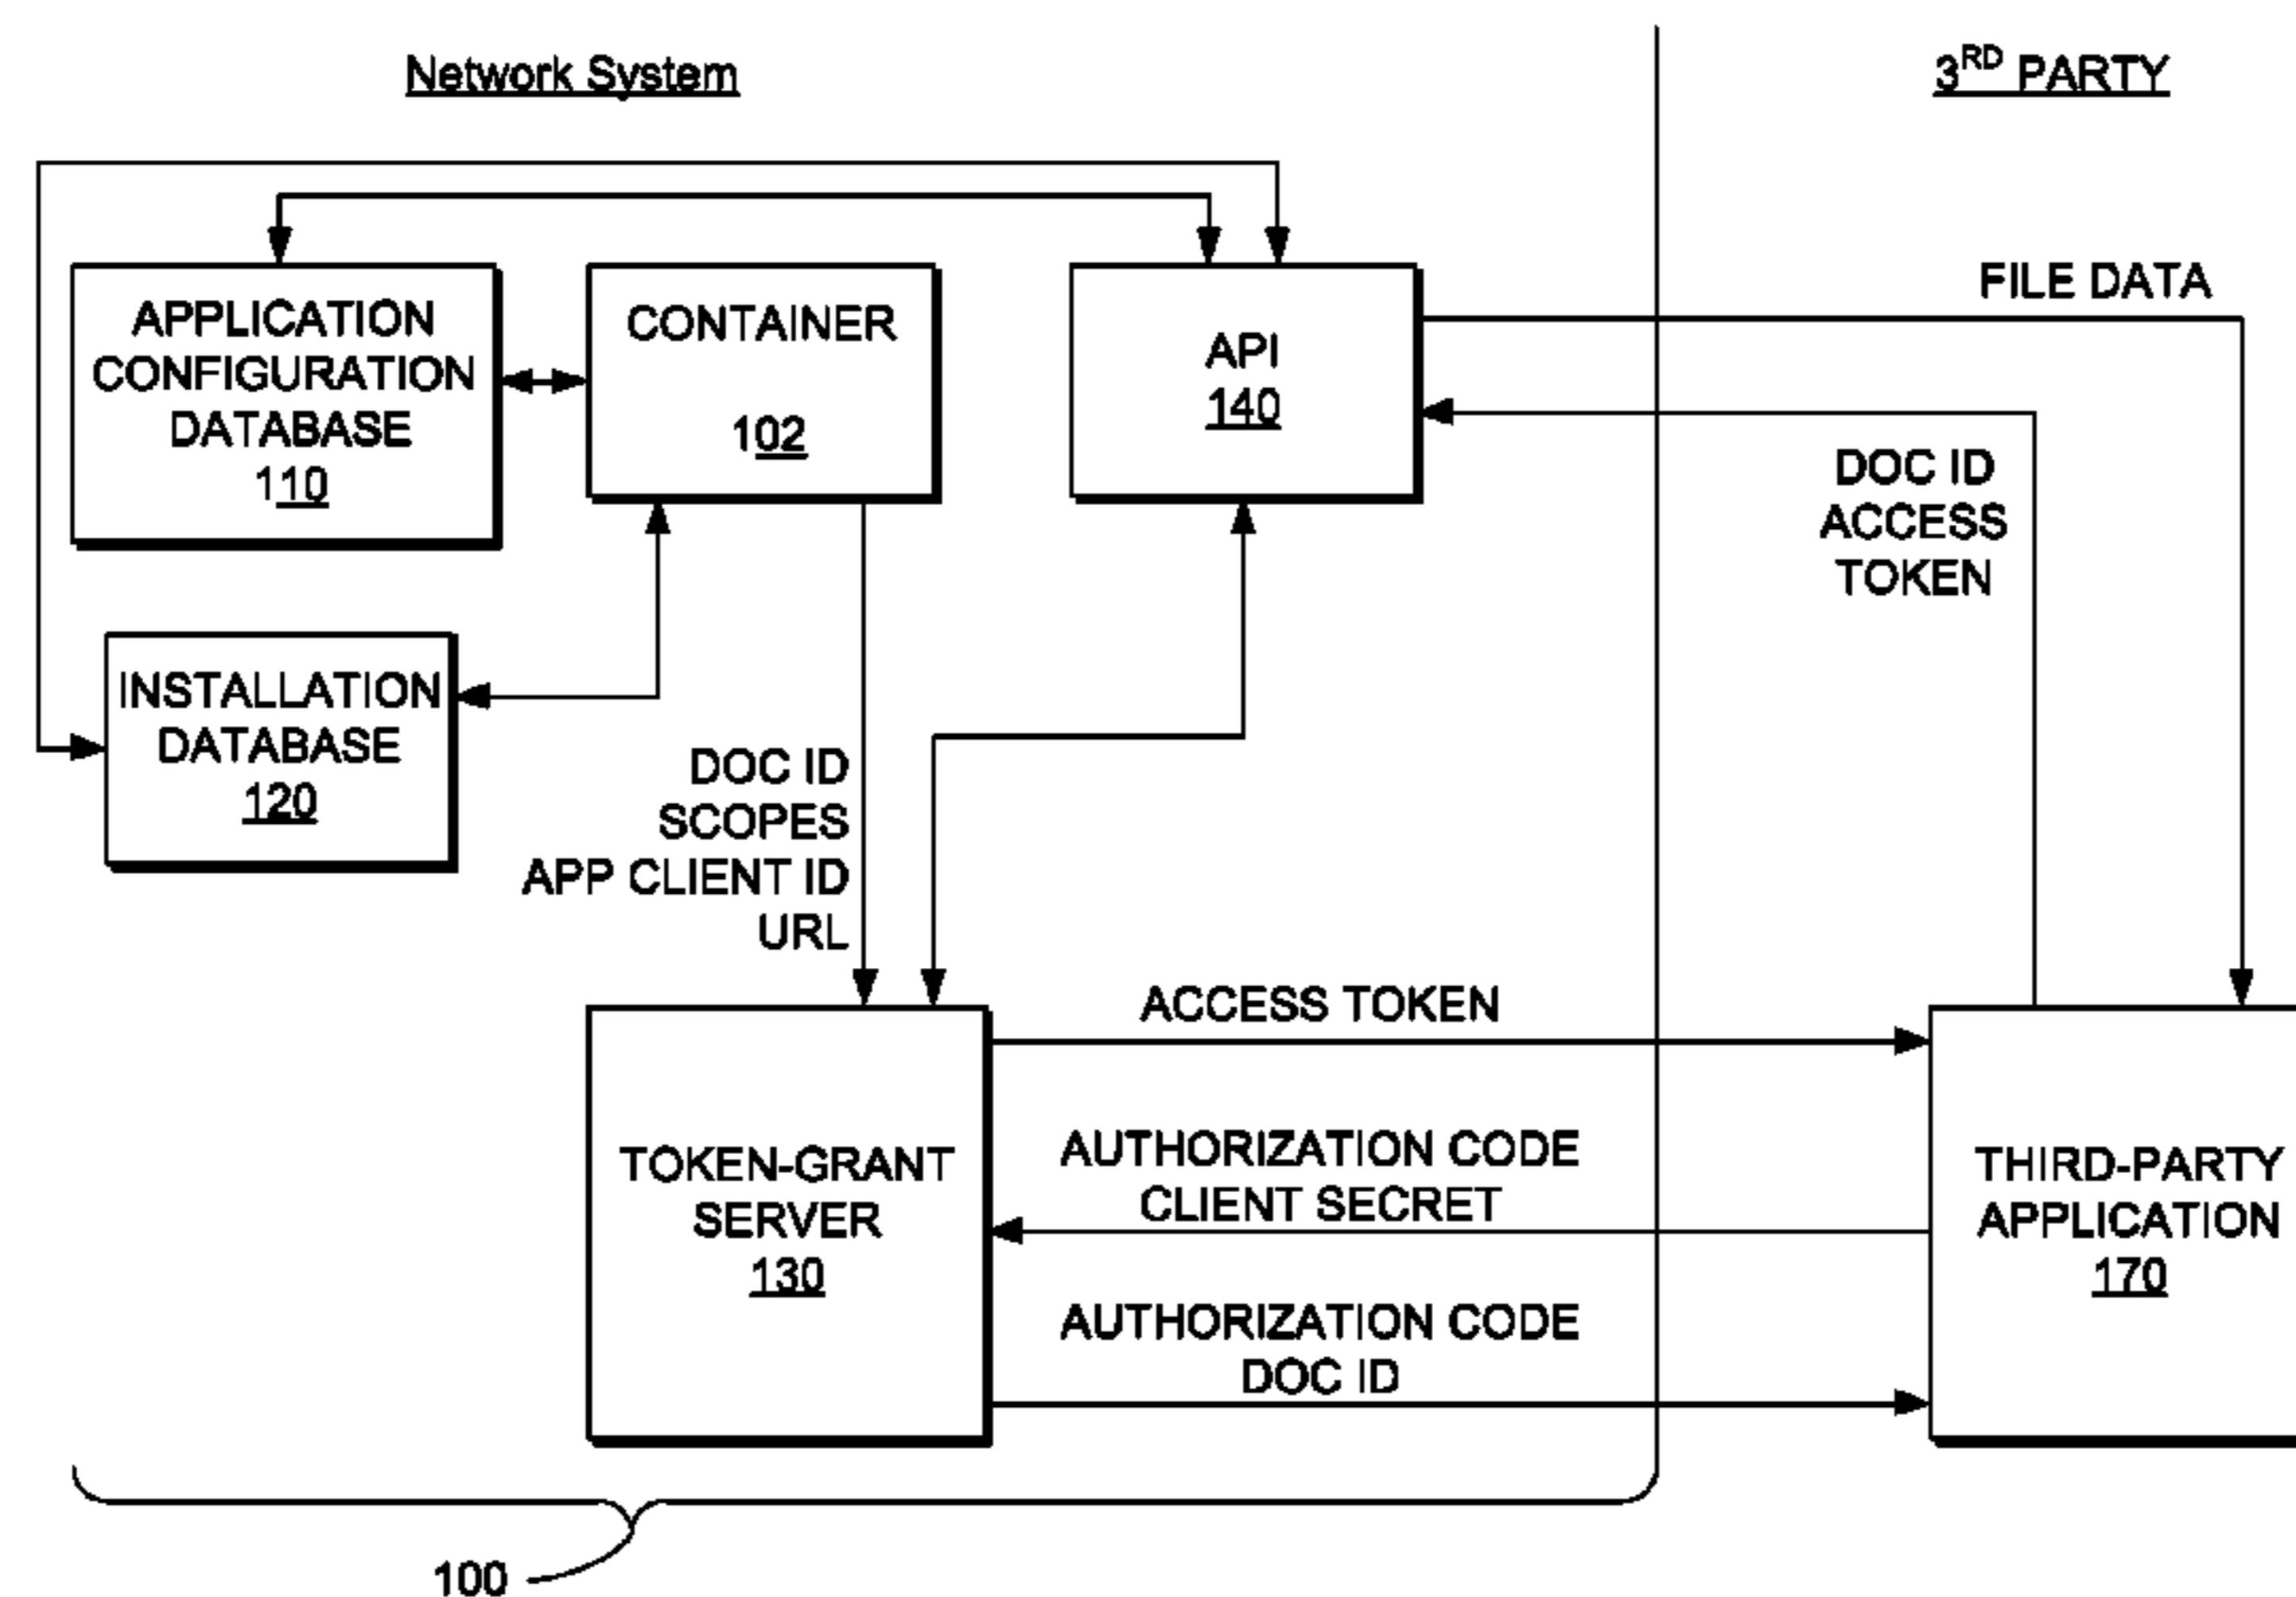 Network System
3RD PARTY
APPLICATION
CONFIGURATION
DATABASE
110
CONTAINER
102
API
140
FILE DATA
DOC ID
ACCESS
TOKEN
INSTALLATION
DATABASE
120
DOC ID
SCOPES
APP CLIENT ID
URL
TOKEN-GRANT
SERVER
130
ACCESS TOKEN
AUTHORIZATION CODE
CLIENT SECRET
AUTHORIZATION CODE
DOC ID
THIRD-PARTY
APPLICATION
170
100